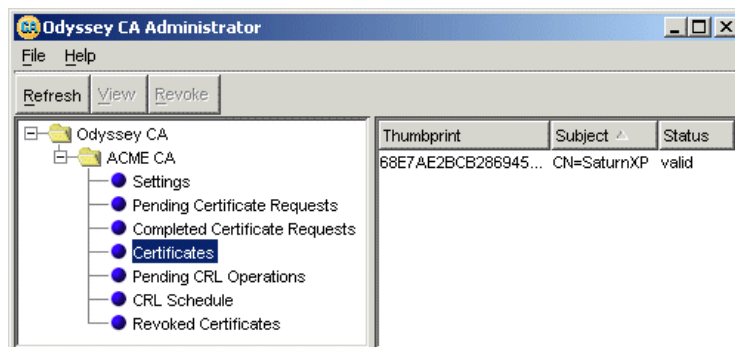 CA Odyssey CA Administrator
File Help
Refresh View Revoke
Odyssey CA
ACME CA
Settings
Pending Certificate Requests
Completed Certificate Requests
Certificates
Pending CRL Operations
CRL Schedule
Revoked Certificates
Thumbprint Subject Status
68E7AE2BCB286945... CN=SaturnXP valid